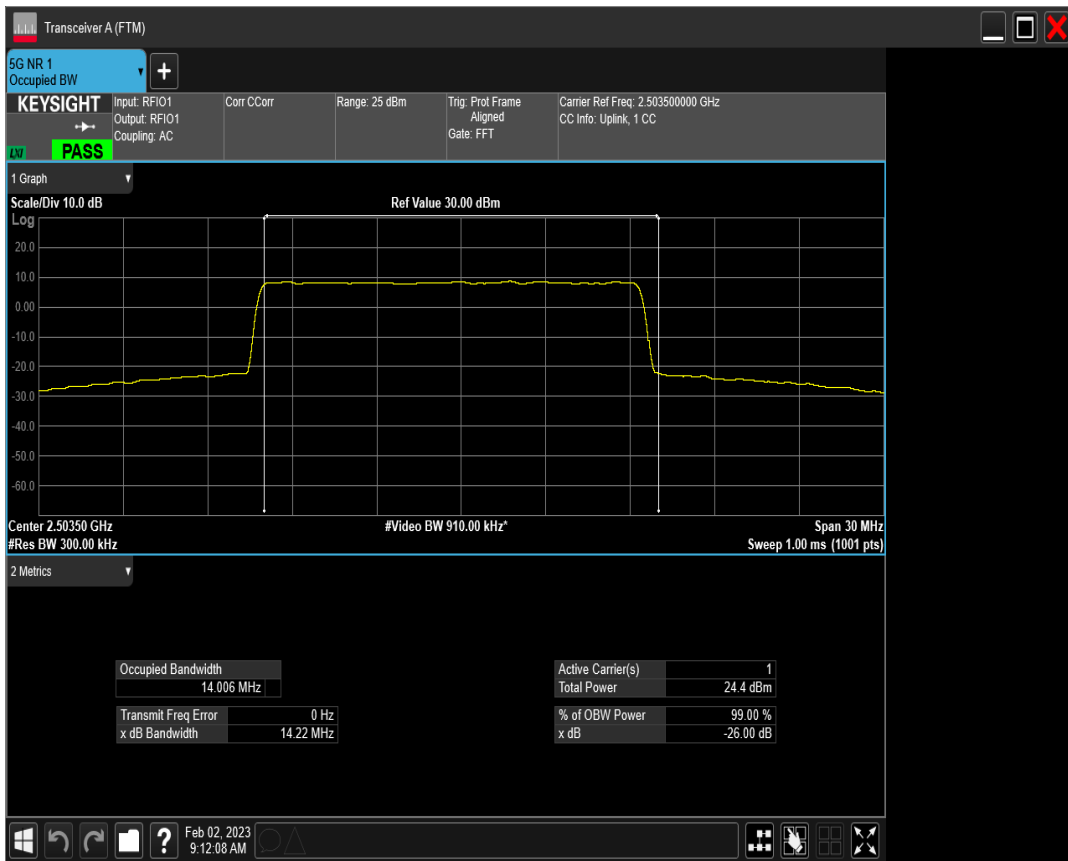 Transceiver A (FTM)
5G NR 1
Occupied BW
+
KEYSIGHT
LXI
PASS
Input: RFIO1
Output: RFIO1
Coupling: AC
Corr CCorr
Range: 25 dBm
Trig: Prot Frame
Aligned
Gate: FFT
Carrier Ref Freq: 2.503500000 GHz
CC Info: Uplink, 1 CC
1 Graph
Scale/Div 10.0 dB
Ref Value 30.00 dBm
Log
20.0
10.0
0.00
-10.0
-20.0
-30.0
-40.0
-50.0
-60.0
Center 2.50350 GHz
#Video BW 910.00 kHz*
Span 30 MHz
#Res BW 300.00 kHz
Sweep 1.00 ms (1001 pts)
2 Metrics
Occupied Bandwidth
14.006 MHz
Transmit Freq Error 0 Hz
x dB Bandwidth 14.22 MHz
Active Carrier(s) 1
Total Power 24.4 dBm
% of OBW Power 99.00 %
x dB -26.00 dB
?
Feb 02, 2023
9:12:08 AM